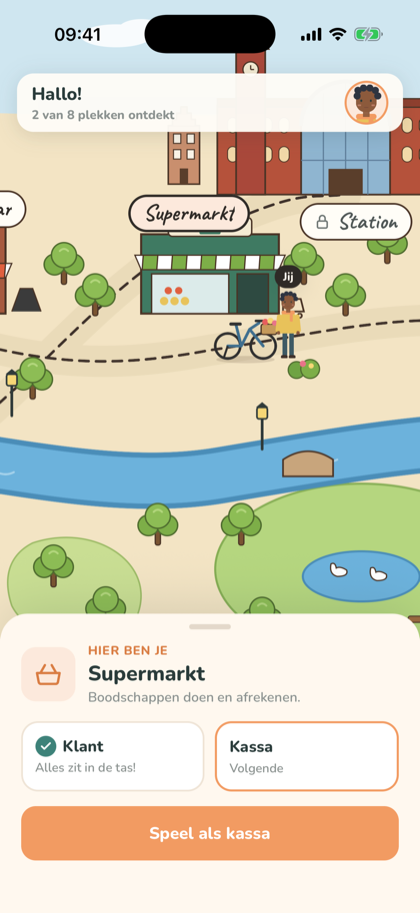 09:41
Hallo!
2 van 8 plekken ontdekt
ar
Supermarkt
Station
Jij
HIER BEN JE
Supermarkt
Boodschappen doen en afrekenen.
Klant
Alles zit in de tas!
Kassa
Volgende
Speel als kassa